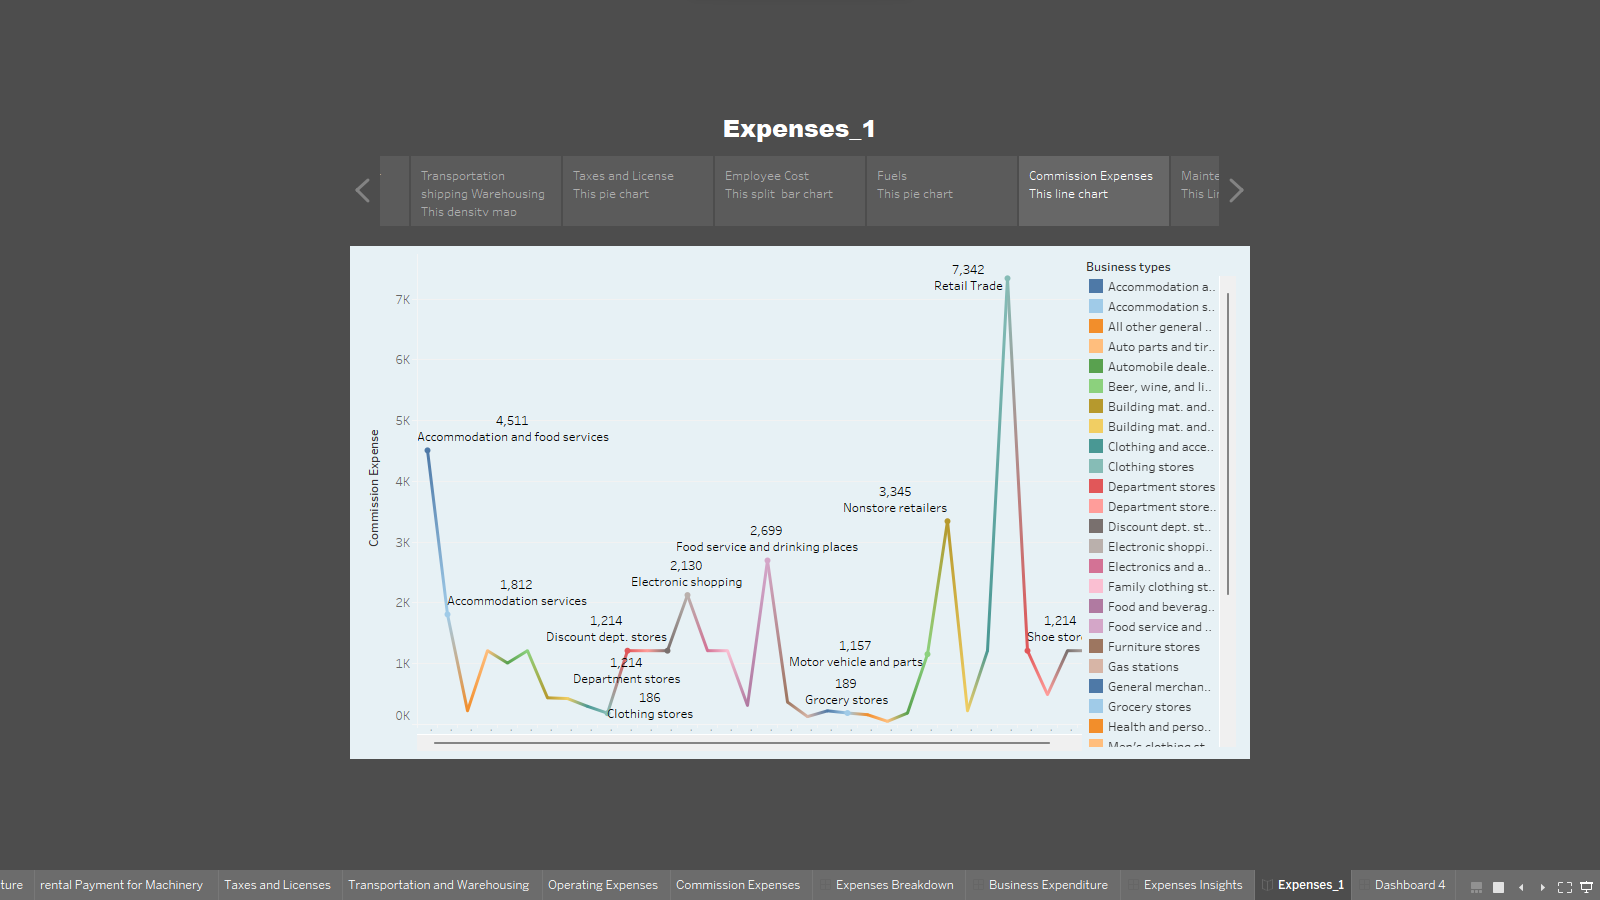 Expenses_1
Transportation
shipping Warehousing
This density map
Taxes and License
This pie chart
Employee Cost
This split bar chart
Fuels
This pie chart
Commission Expenses
This line chart
Mainte
This Lin
Business types
7,342
Retail Trade
7K
6K
5K
4K
3K
2K
1K
0K
Commission Expense
4,511
Accommodation and food services
3,345
Nonstore retailers
2,699
Food service and drinking places
2,130
Electronic shopping
1,812
Accommodation services
1,214
Discount dept. stores
1,214
Shoe stor
1,157
Motor vehicle and parts
1,214
Department stores
189
Grocery stores
186
Clothing stores
Accommodation a..
Accommodation s..
All other general ..
Auto parts and tir..
Automobile deale..
Beer, wine, and li..
Building mat. and..
Building mat. and..
Clothing and acce..
Clothing stores
Department stores
Department store..
Discount dept. st..
Electronic shoppi..
Electronics and a..
Family clothing st..
Food and beverag..
Food service and ..
Furniture stores
Gas stations
General merchan..
Grocery stores
Health and perso..
Men's clothing st..
ture
rental Payment for Machinery
Taxes and Licenses
Transportation and Warehousing
Operating Expenses
Commission Expenses
Expenses Breakdown
Business Expenditure
Expenses Insights
Expenses_1
Dashboard 4